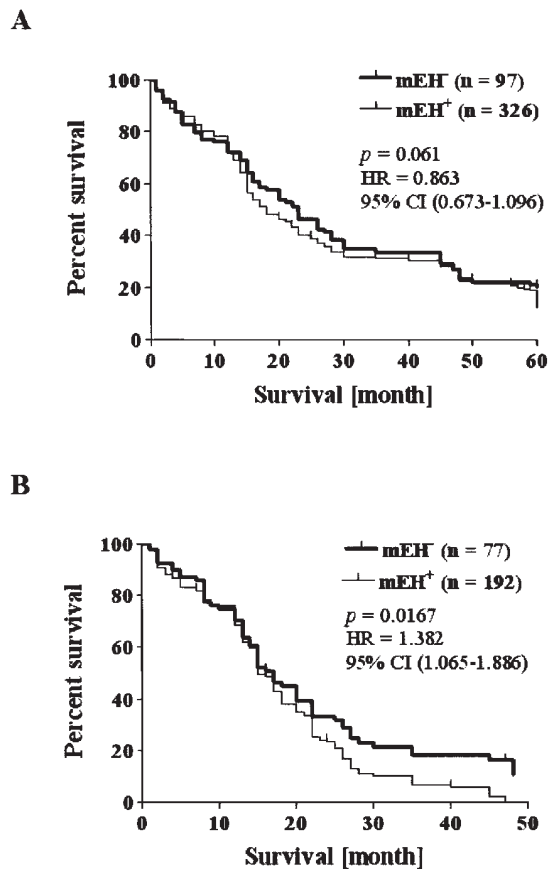 A
100
80
60
40
20
0
Percent survival
0 10 20 30 40 50 60
Survival [month]
mEH⁻ (n = 97)
mEH⁺ (n = 326)
p = 0.061
HR = 0.863
95% CI (0.673-1.096)
B
100
80
60
40
20
0
Percent survival
0 10 20 30 40 50
Survival [month]
mEH⁻ (n = 77)
mEH⁺ (n = 192)
p = 0.0167
HR = 1.382
95% CI (1.065-1.886)